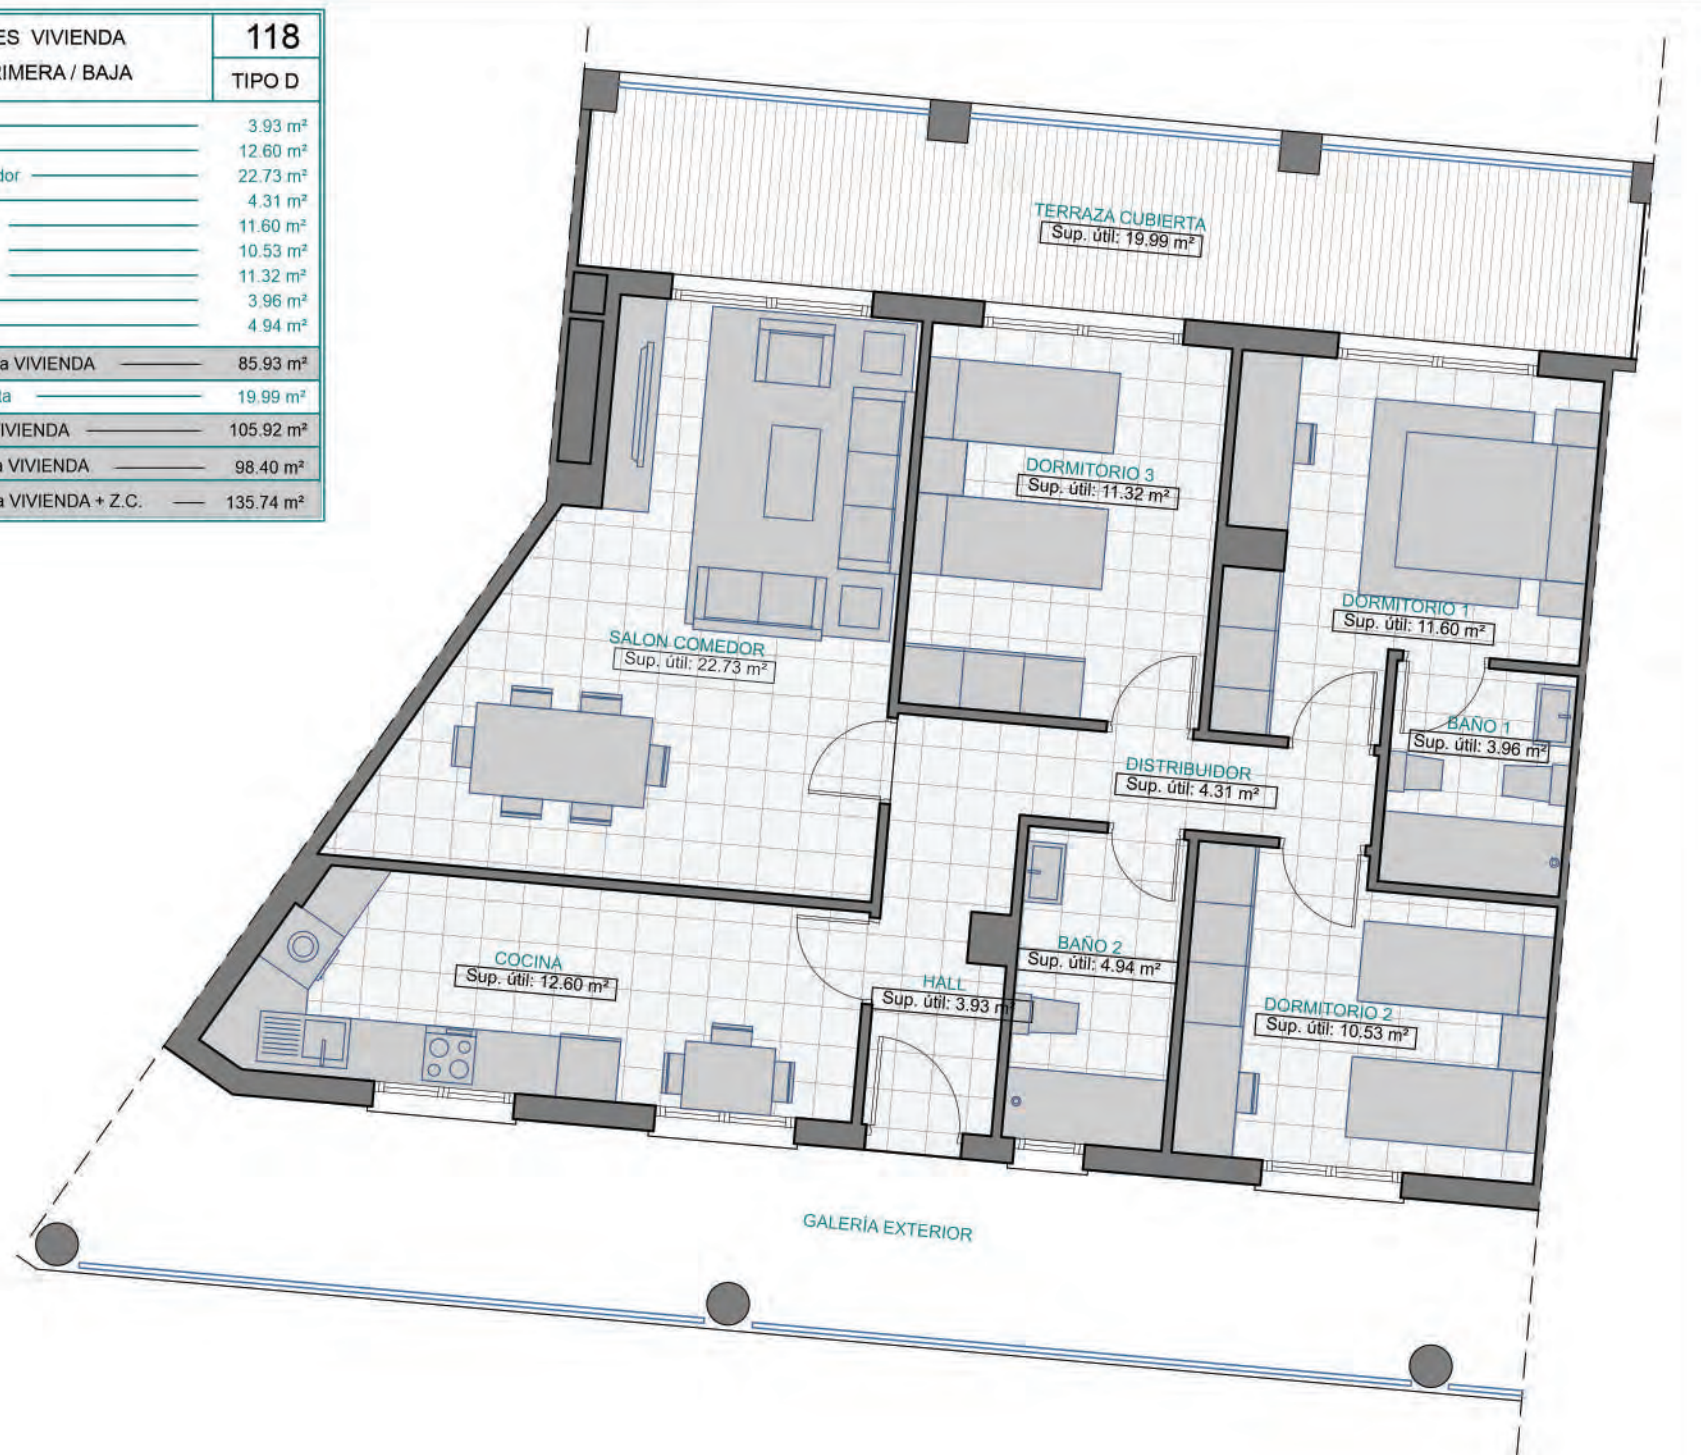 ES VIVIENDA
118
RIMERA / BAJA
TIPO D
3.93 m²
12.60 m²
dor 22.73 m²
4.31 m²
11.60 m²
10.53 m²
11.32 m²
3.96 m²
4.94 m²
a VIVIENDA 85.93 m²
ta 19.99 m²
VIVIENDA 105.92 m²
a VIVIENDA 98.40 m²
a VIVIENDA + Z.C. 135.74 m²
TERRAZA CUBIERTA
Sup. útil: 19.99 m²
DORMITORIO 3
Sup. útil: 11.32 m²
DORMITORIO 1
Sup. útil: 11.60 m²
SALON COMEDOR
Sup. útil: 22.73 m²
BAÑO 1
Sup. útil: 3.96 m²
DISTRIBUIDOR
Sup. útil: 4.31 m²
COCINA
Sup. útil: 12.60 m²
BAÑO 2
Sup. útil: 4.94 m²
HALL
Sup. útil: 3.93 m²
DORMITORIO 2
Sup. útil: 10.53 m²
GALERÍA EXTERIOR